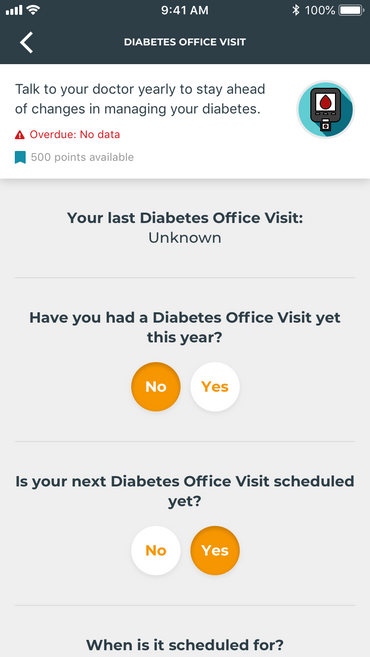 9:41 AM
100%
DIABETES OFFICE VISIT
Talk to your doctor yearly to stay ahead
of changes in managing your diabetes.
Overdue: No data
500 points available
Your last Diabetes Office Visit:
Unknown
Have you had a Diabetes Office Visit yet
this year?
No Yes
Is your next Diabetes Office Visit scheduled
yet?
No Yes
When is it scheduled for?